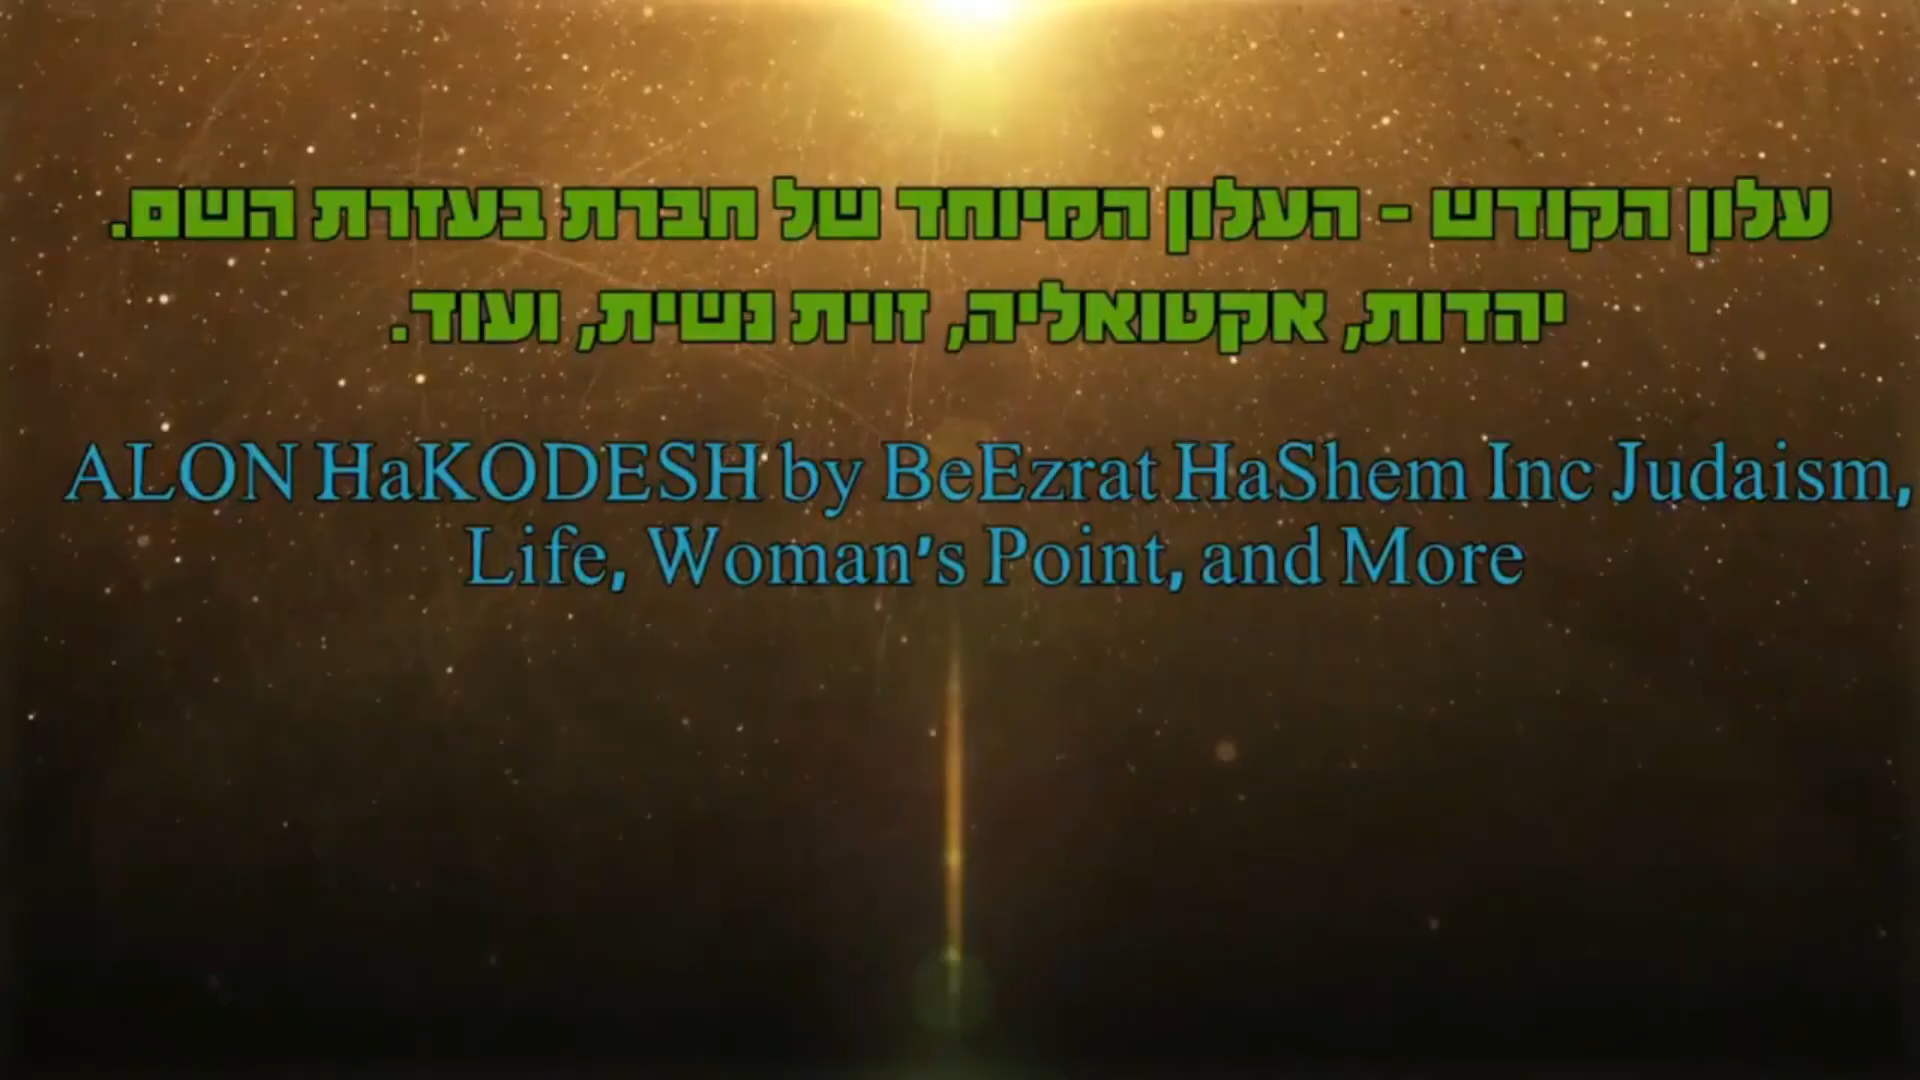 עלון הקודש - העלון המיוחד של חברת בעזרת השם.
יהדות, אקטואליה, זוית נשית, ועוד.
ALON HaKODESH by BeEzrat HaShem Inc Judaism,
Life, Woman's Point, and More